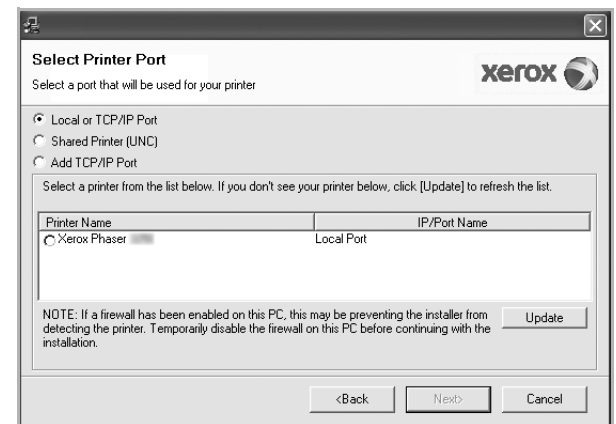 Select Printer Port
Select a port that will be used for your printer
xerox
Local or TCP/IP Port
Shared Printer (UNC)
Add TCP/IP Port
Select a printer from the list below. If you don't see your printer below, click [Update] to refresh the list.
Printer Name IP/Port Name
Xerox Phaser Local Port
NOTE: If a firewall has been enabled on this PC, this may be preventing the installer from
detecting the printer. Temporarily disable the firewall on this PC before continuing with the
installation.
Update
<Back Next> Cancel